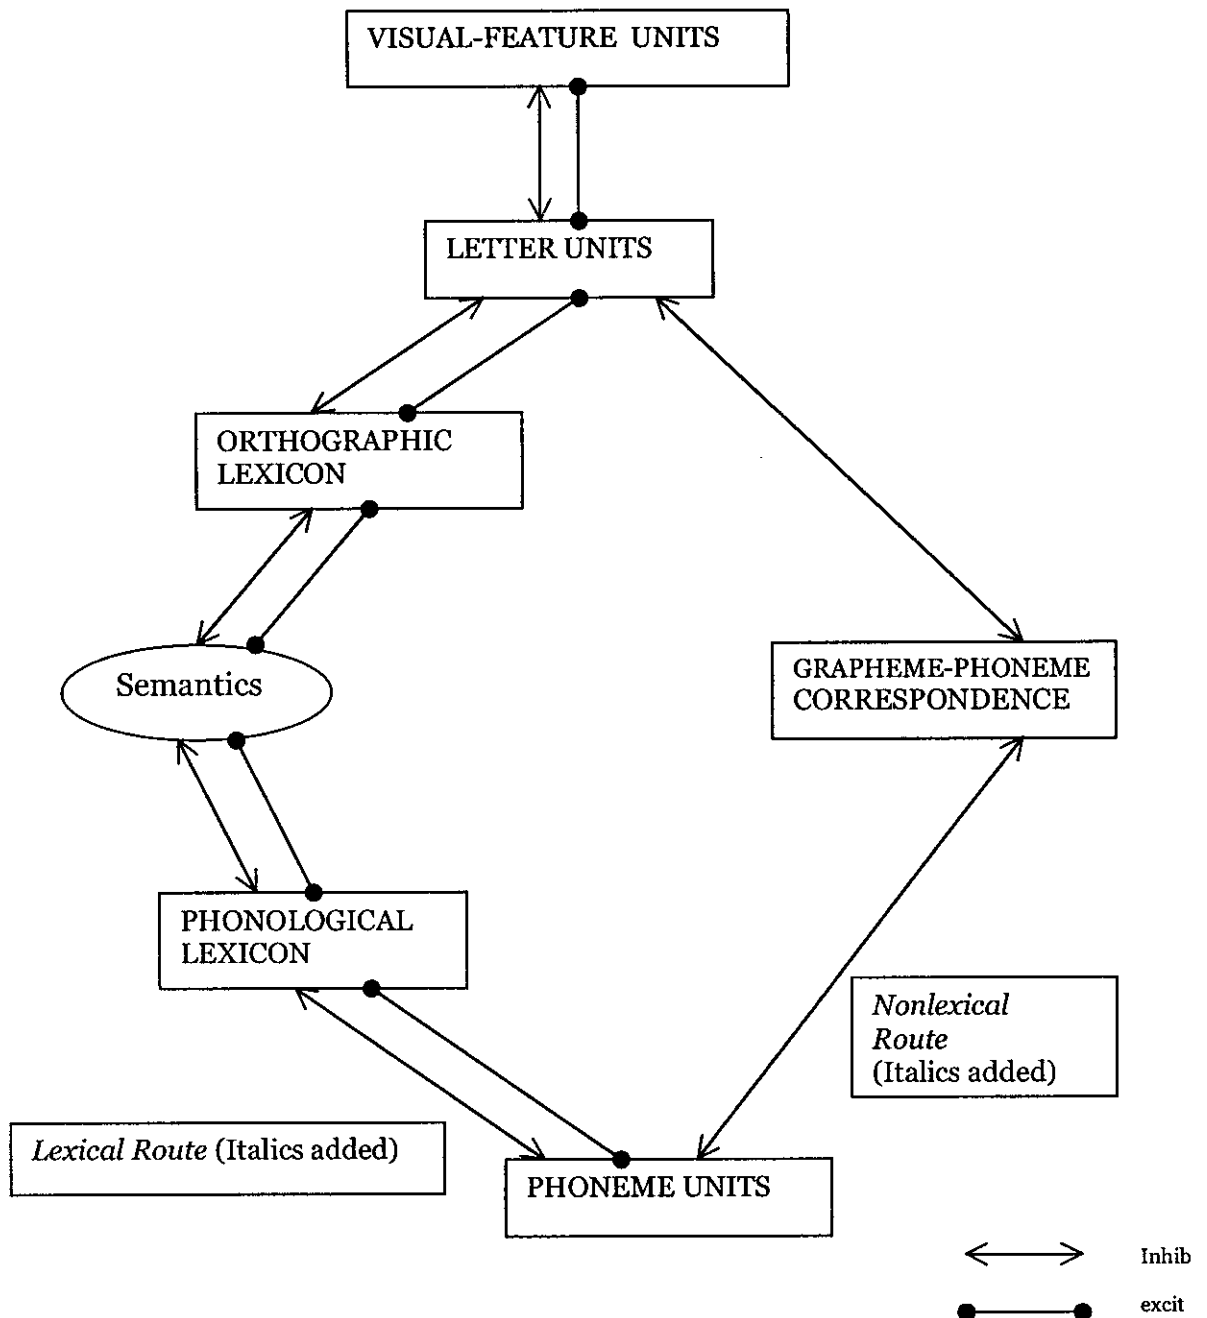 VISUAL-FEATURE UNITS
LETTER UNITS
ORTHOGRAPHIC
LEXICON
Semantics
GRAPHEME-PHONEME
CORRESPONDENCE
PHONOLOGICAL
LEXICON
Nonlexical
Route
(Italics added)
Lexical Route (Italics added)
PHONEME UNITS
Inhib
excit